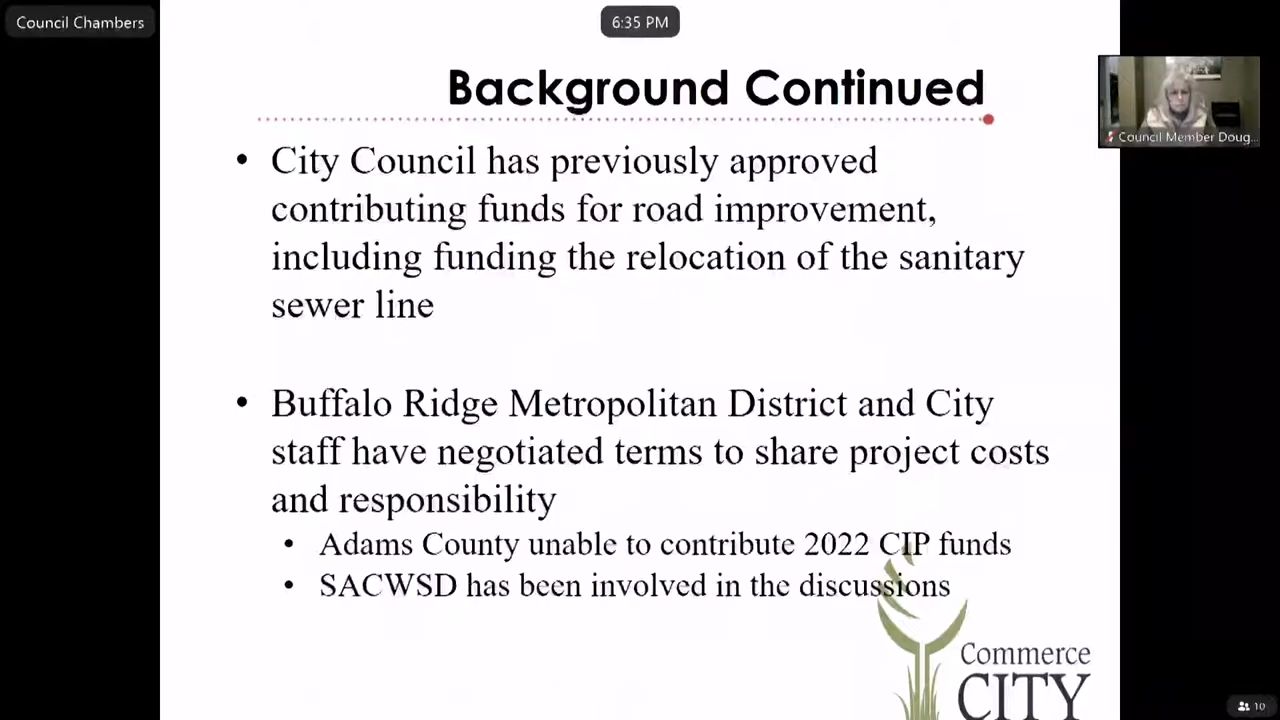 Council Chambers
6:35 PM
Background Continued
Council Member Doug...
• City Council has previously approved
contributing funds for road improvement,
including funding the relocation of the sanitary
sewer line
• Buffalo Ridge Metropolitan District and City
staff have negotiated terms to share project costs
and responsibility
• Adams County unable to contribute 2022 CIP funds
• SACWSD has been involved in the discussions
Commerce
CITY
10